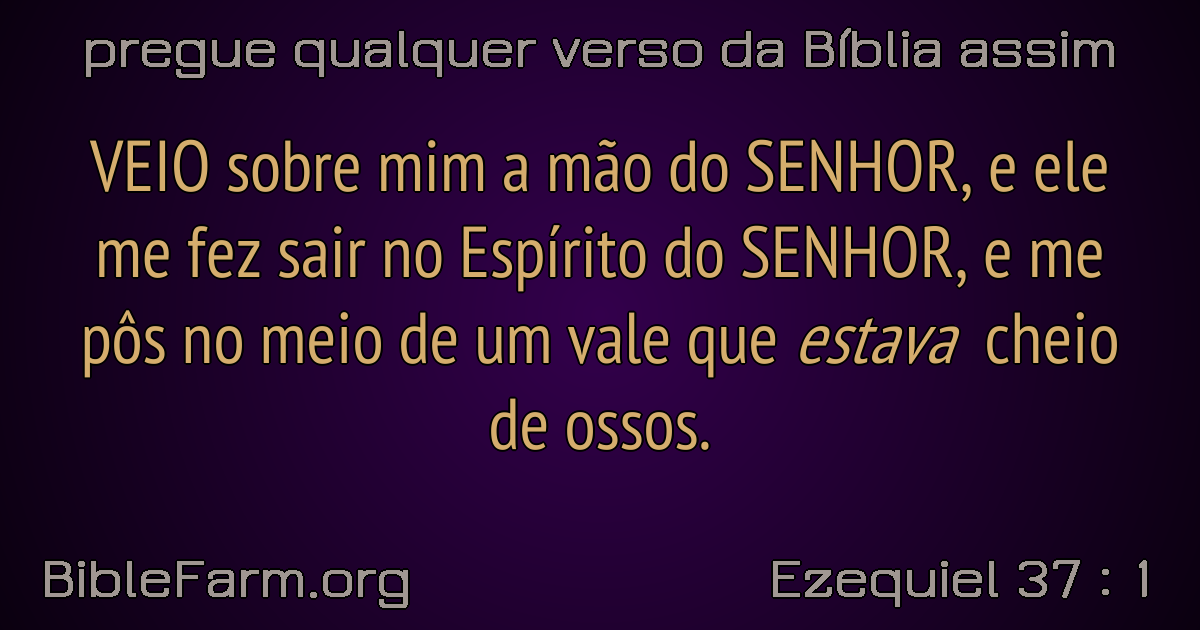 pregue qualquer verso da Bíblia assim
VEIO sobre mim a mão do SENHOR, e ele
me fez sair no Espírito do SENHOR, e me
pôs no meio de um vale que estava cheio
de ossos.
BibleFarm.org
Ezequiel 37 : 1